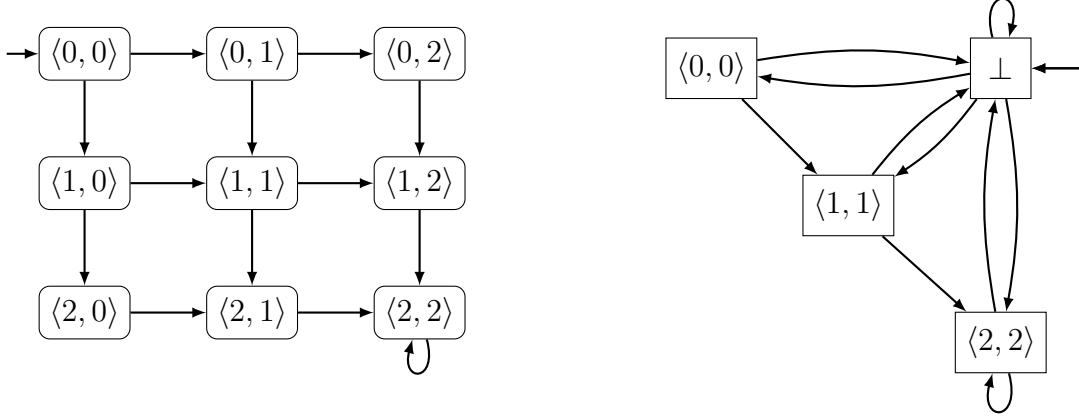 ⟨0, 0⟩ ⟨0, 1⟩ ⟨0, 2⟩
⟨1, 0⟩ ⟨1, 1⟩ ⟨1, 2⟩
⟨2, 0⟩ ⟨2, 1⟩ ⟨2, 2⟩
⟨0, 0⟩ ⊥
⟨1, 1⟩
⟨2, 2⟩